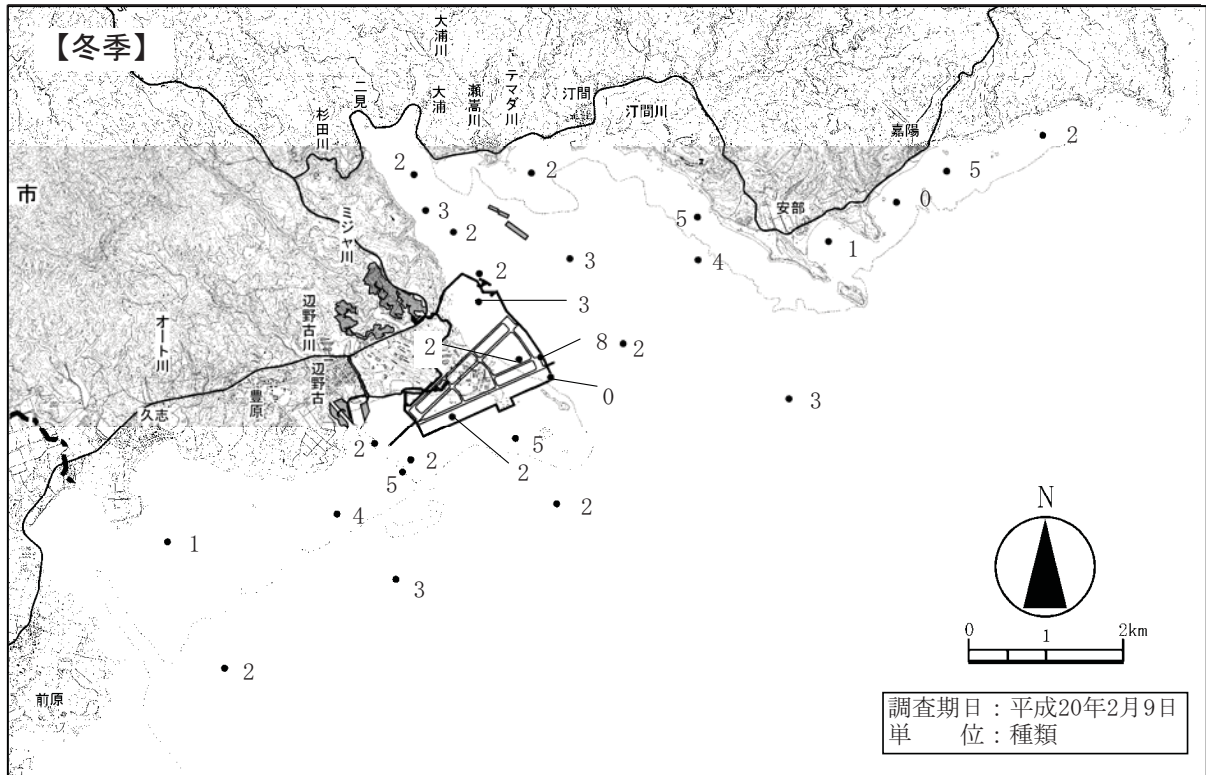 【冬季】
大浦川
テマダ川
瀬嵩川
大浦
二見
杉田川
汀間
汀間川
嘉陽
安部
市
ミジャ川
辺野古川
辺野古
オート川
豊原
久志
前原
2
5
0
1
2
2
3
2
5
4
3
2
3
2
8
2
0
3
2
5
2
2
5
2
4
1
3
2
N
0 1 2km
調査期日：平成20年2月9日
単　　位：種類